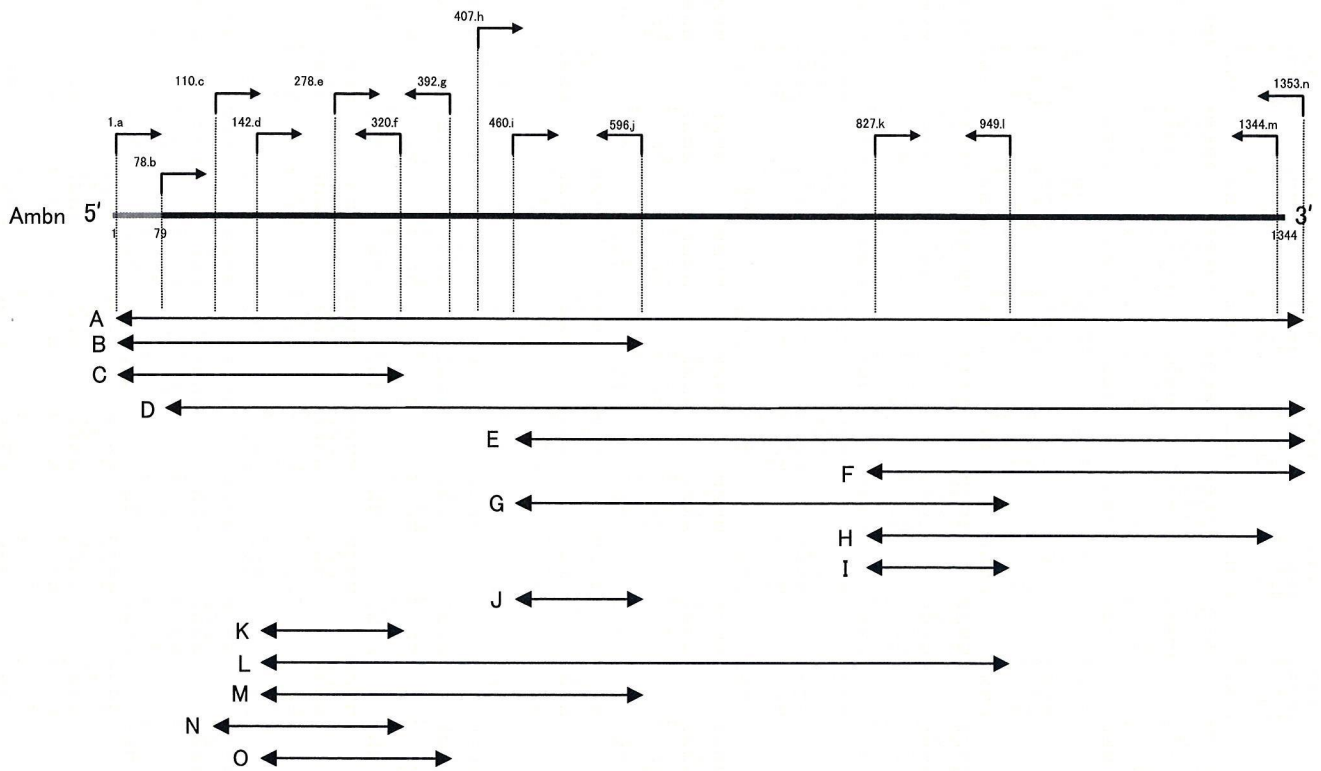 407.h
110.c 278.e 392.g 1353.n
1.a 142.d 320.f 460.i 596.j 827.k 949.l 1344.m
78.b
Ambn 5' 3'
1 79 1344
A
B
C
D
E
F
G
H
I
J
K
L
M
N
O